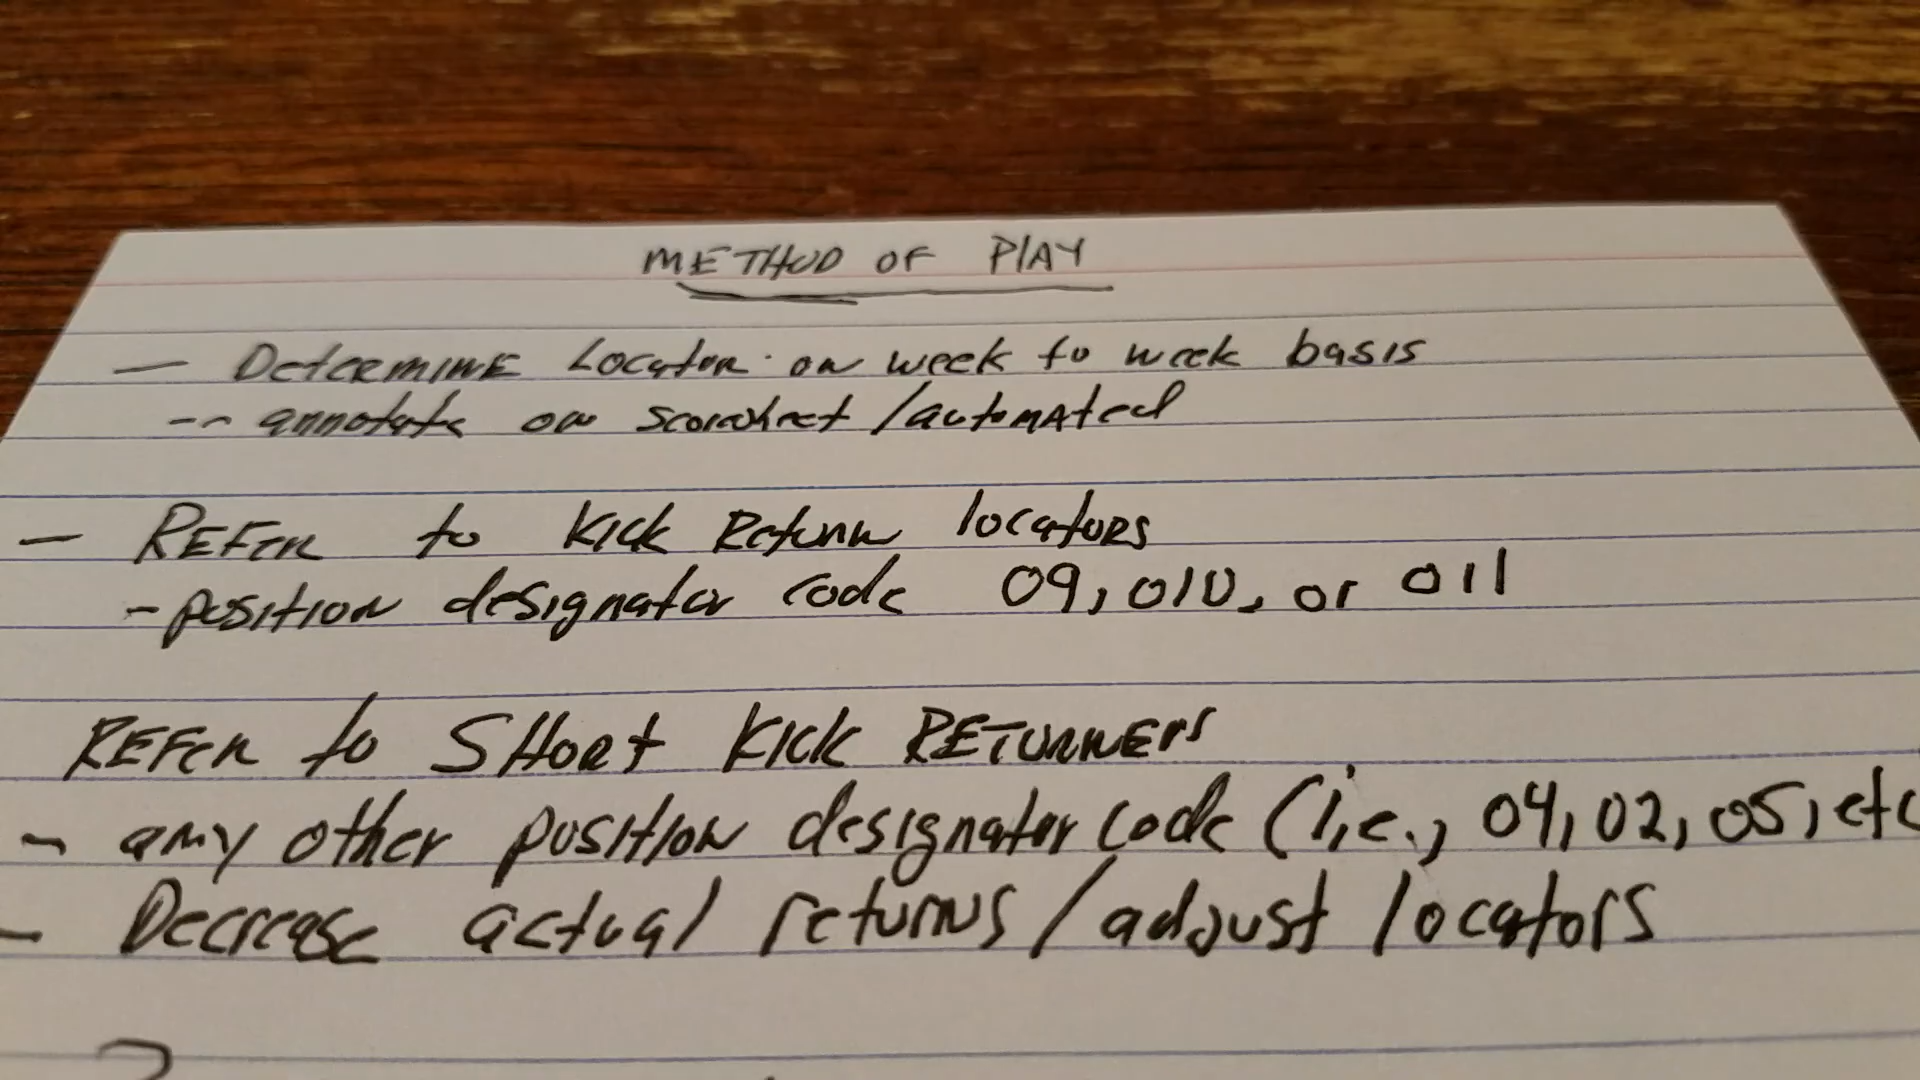 METHOD OF PLAY
— Determine Locator on week to week basis
-- annotate on scoresheet/automated
— REFER to Kick Return locators
- position designator code 09, 010, or 011
REFER to SHORT KICK RETURNERS
- any other position designator code (i.e., 04, 02, 05, etc
- Decrease actual returns/adjust locators